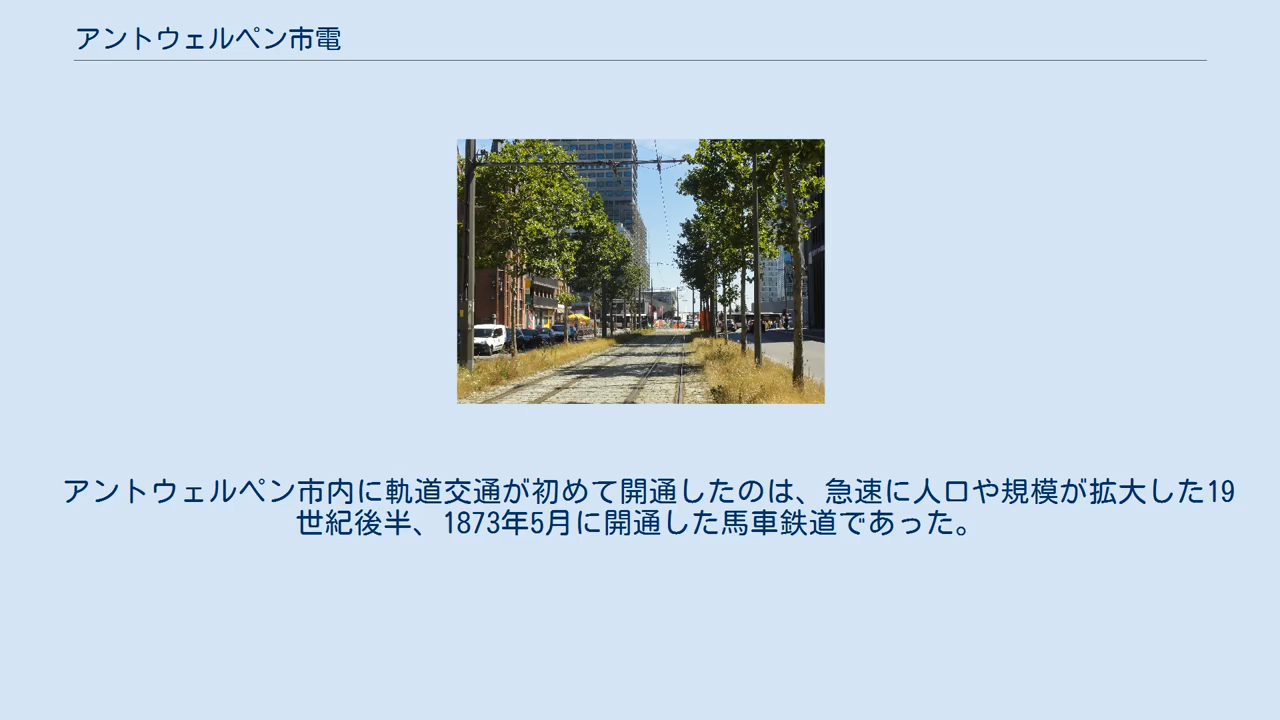 アントウェルペン市電
アントウェルペン市内に軌道交通が初めて開通したのは、急速に人口や規模が拡大した19
世紀後半、1873年5月に開通した馬車鉄道であった。